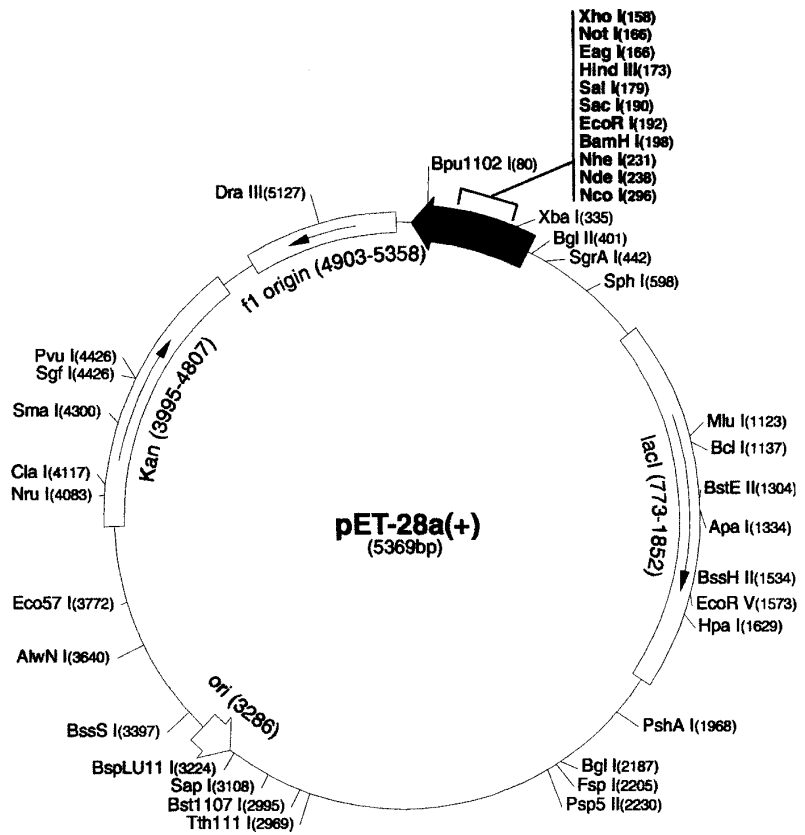 Xho I(158)
Not I(166)
Eag I(166)
Hind III(173)
Sal I(179)
Sac I(190)
EcoR I(192)
BamH I(198)
Nhe I(231)
Nde I(238)
Nco I(296)
Bpu1102 I(80)
Dra III(5127)
Xba I(335)
Bgl II(401)
SgrA I(442)
Sph I(598)
f1 origin (4903-5358)
Pvu I(4426)
Sgf I(4426)
Sma I(4300)
Kan (3995-4807)
Cla I(4117)
Nru I(4083)
Mlu I(1123)
Bcl I(1137)
BstE II(1304)
Apa I(1334)
lacI (773-1852)
pET-28a(+)
(5369bp)
BssH II(1534)
EcoR V(1573)
Hpa I(1629)
Eco57 I(3772)
AlwN I(3640)
ori (3286)
BssS I(3397)
PshA I(1968)
BspLU11 I(3224)
Sap I(3108)
Bst1107 I(2995)
Tth111 I(2969)
Bgl I(2187)
Fsp I(2205)
Psp5 II(2230)